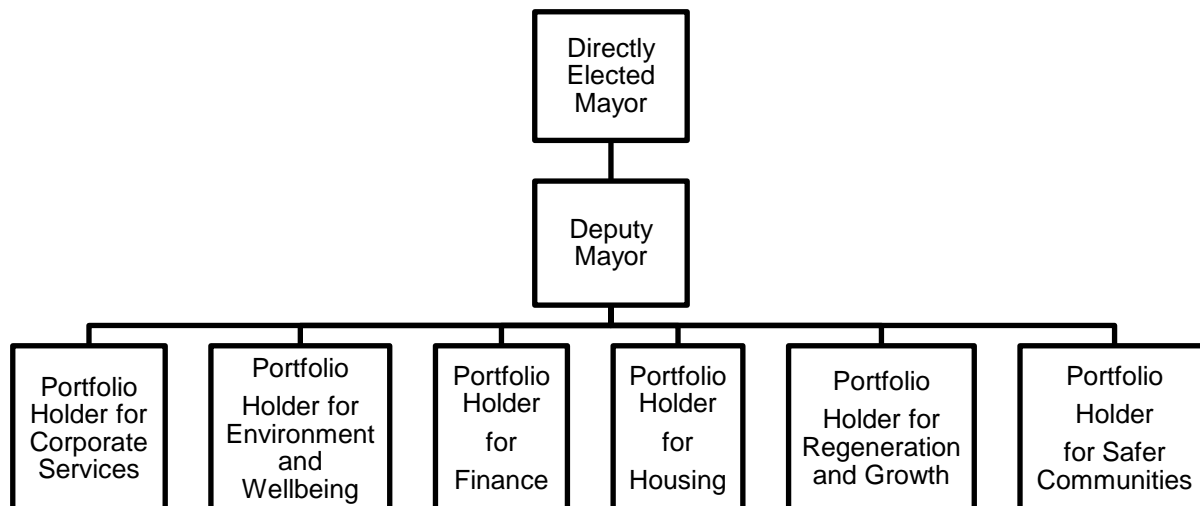 Directly
Elected
Mayor
Deputy
Mayor
Portfolio
Holder for
Corporate
Services
Portfolio
Holder for
Environment
and
Wellbeing
Portfolio
Holder
for
Finance
Portfolio
Holder
for
Housing
Portfolio
Holder for
Regeneration
and Growth
Portfolio
Holder
for Safer
Communities